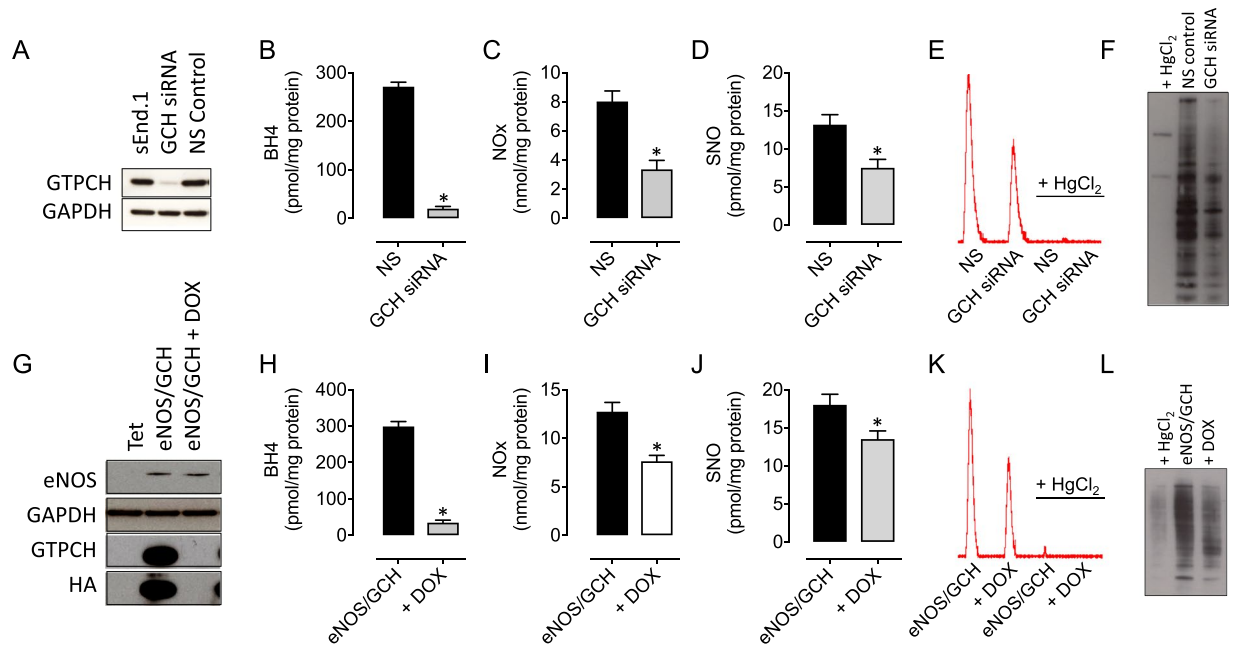 A
sEnd.1
GCH siRNA
NS Control
GTPCH
GAPDH
B
BH4
(pmol/mg protein)
300
200
100
0
*
NS
GCH siRNA
C
NOx
(nmol/mg protein)
10
8
6
4
2
0
*
NS
GCH siRNA
D
SNO
(pmol/mg protein)
20
15
10
5
0
*
NS
GCH siRNA
E
+ HgCl2
NS
GCH siRNA
NS
GCH siRNA
F
+ HgCl2
NS control
GCH siRNA
G
Tet
eNOS/GCH
eNOS/GCH + DOX
eNOS
GAPDH
GTPCH
HA
H
BH4
(pmol/mg protein)
400
300
200
100
0
*
eNOS/GCH
+ DOX
I
NOx
(nmol/mg protein)
15
10
5
0
*
eNOS/GCH
+ DOX
J
SNO
(pmol/mg protein)
20
15
10
5
0
*
eNOS/GCH
+ DOX
K
+ HgCl2
eNOS/GCH
+ DOX
eNOS/GCH
+ DOX
L
+ HgCl2
eNOS/GCH
+ DOX